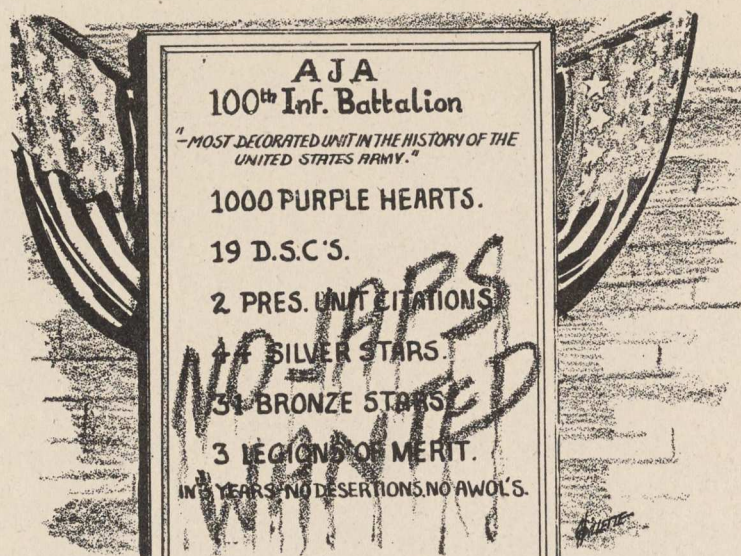 AJA
100th Inf. Battalion
"-MOST DECORATED UNIT IN THE HISTORY OF THE
UNITED STATES ARMY."
1000 PURPLE HEARTS.
19 D.S.C'S.
2 PRES. UNIT CITATIONS
44 SILVER STARS.
31 BRONZE STARS.
3 LEGIONS OF MERIT.
IN 3 YEARS-NO DESERTIONS, NO AWOL'S.
NO JAPS
WANTED
GILLETTE